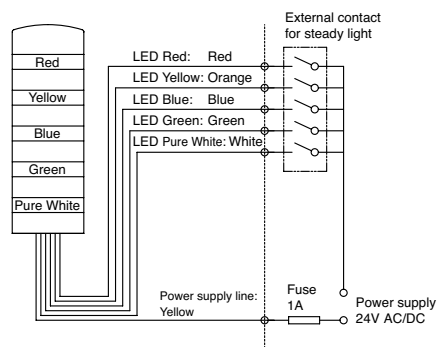 External contact
for steady light
Red
Yellow
Blue
Green
Pure White
LED Red: Red
LED Yellow: Orange
LED Blue: Blue
LED Green: Green
LED Pure White: White
Power supply line:
Yellow
Fuse
1A
Power supply
24V AC/DC